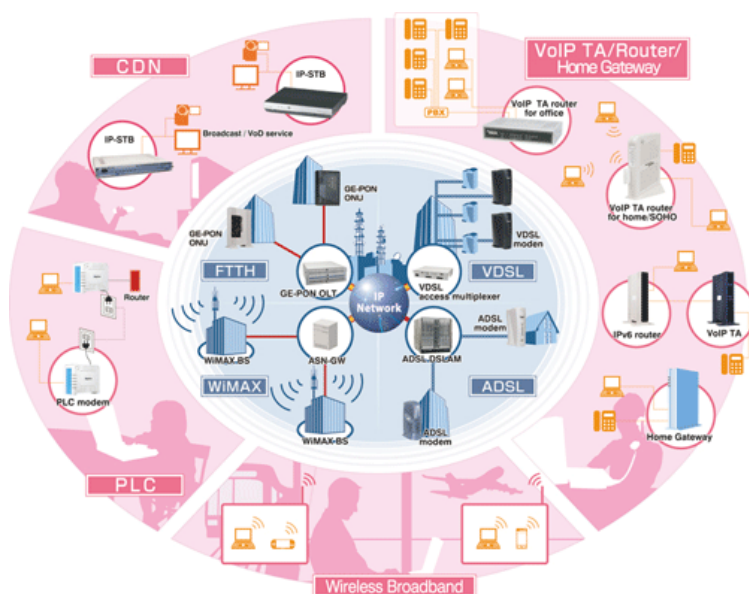 CDN
IP-STB
IP-STB
Broadcast / VoD service
VoIP TA/Router/
Home Gateway
PBX
VoIP TA router
for office
VoIP TA router
for home/SOHO
IPv6 router
VoIP TA
Home Gateway
GE-PON
ONU
GE-PON
ONU
FTTH
GE-PON OLT
VDSL
moden
VDSL
VDSL
access multiplexer
IP
Network
WiMAX-BS
ASN-GW
WiMAX
WiMAX-BS
ADSL
modem
ADSL DSLAM
ADSL
ADSL
modem
Router
PLC modem
PLC
Wireless Broadband